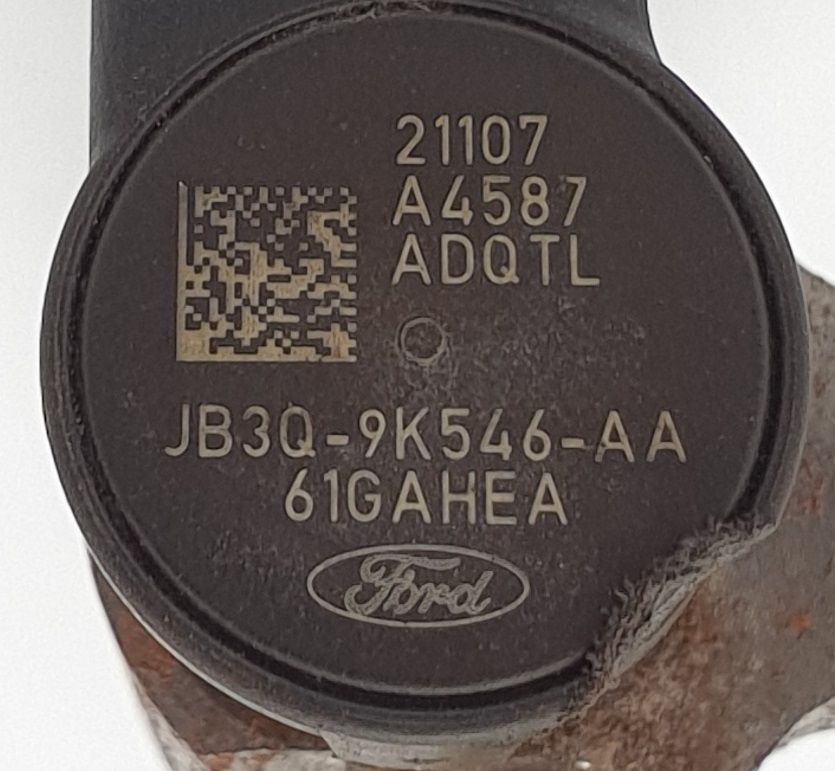 21107
A4587
ADQTL
JB3Q-9K546-AA
61GAHEA
Ford